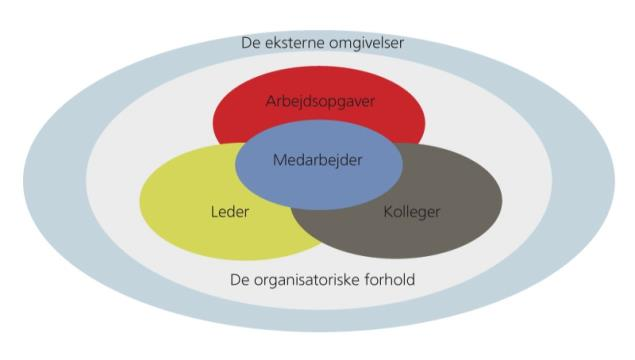 De eksterne omgivelser
Arbejdsopgaver
Medarbejder
Leder
Kolleger
De organisatoriske forhold